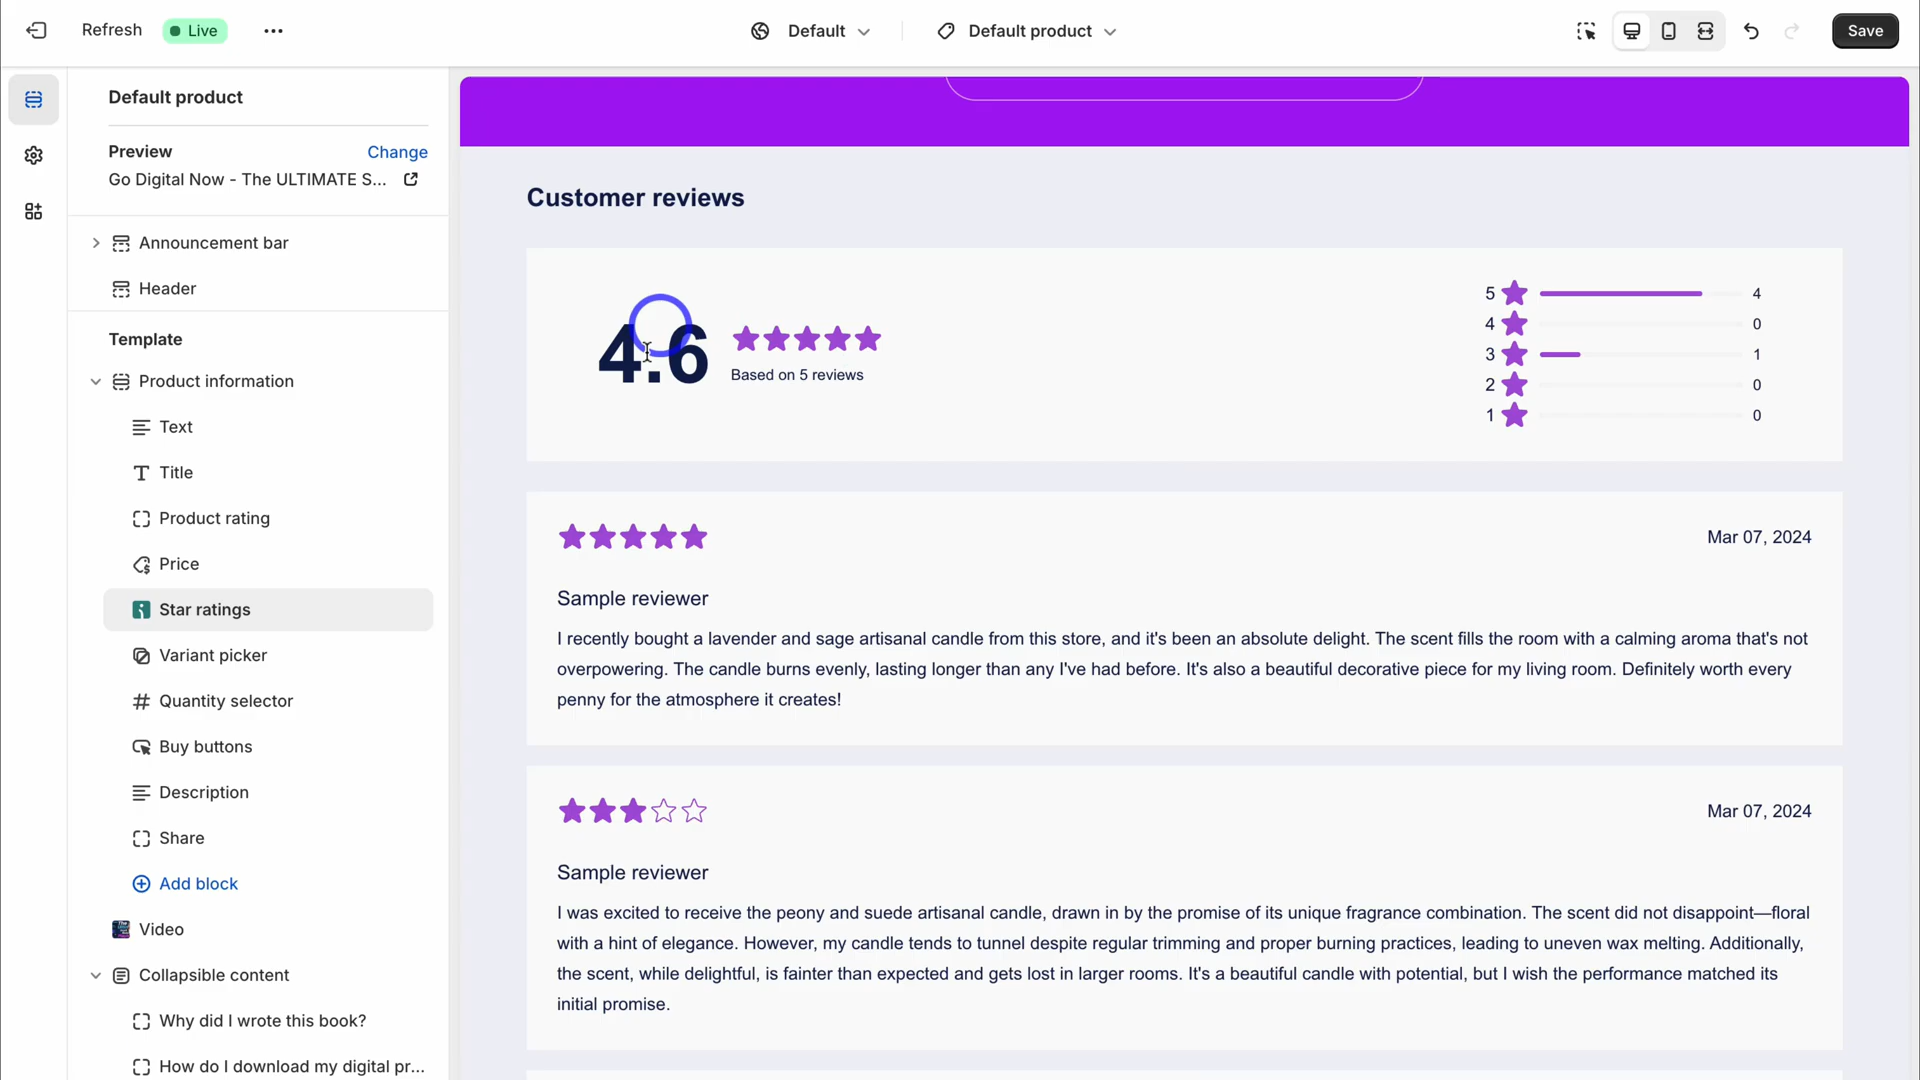 Refresh
Live
Default
Default product
Save
Default product
Preview
Change
Go Digital Now - The ULTIMATE S...
Announcement bar
Header
Template
Product information
Text
Title
Product rating
Price
Star ratings
Variant picker
Quantity selector
Buy buttons
Description
Share
Add block
Video
Collapsible content
Why did I wrote this book?
How do I download my digital pr...
Customer reviews
4.6
Based on 5 reviews
5 4
4 0
3 1
2 0
1 0
Mar 07, 2024
Sample reviewer
I recently bought a lavender and sage artisanal candle from this store, and it's been an absolute delight. The scent fills the room with a calming aroma that's not
overpowering. The candle burns evenly, lasting longer than any I've had before. It's also a beautiful decorative piece for my living room. Definitely worth every
penny for the atmosphere it creates!
Mar 07, 2024
Sample reviewer
I was excited to receive the peony and suede artisanal candle, drawn in by the promise of its unique fragrance combination. The scent did not disappoint—floral
with a hint of elegance. However, my candle tends to tunnel despite regular trimming and proper burning practices, leading to uneven wax melting. Additionally,
the scent, while delightful, is fainter than expected and gets lost in larger rooms. It's a beautiful candle with potential, but I wish the performance matched its
initial promise.